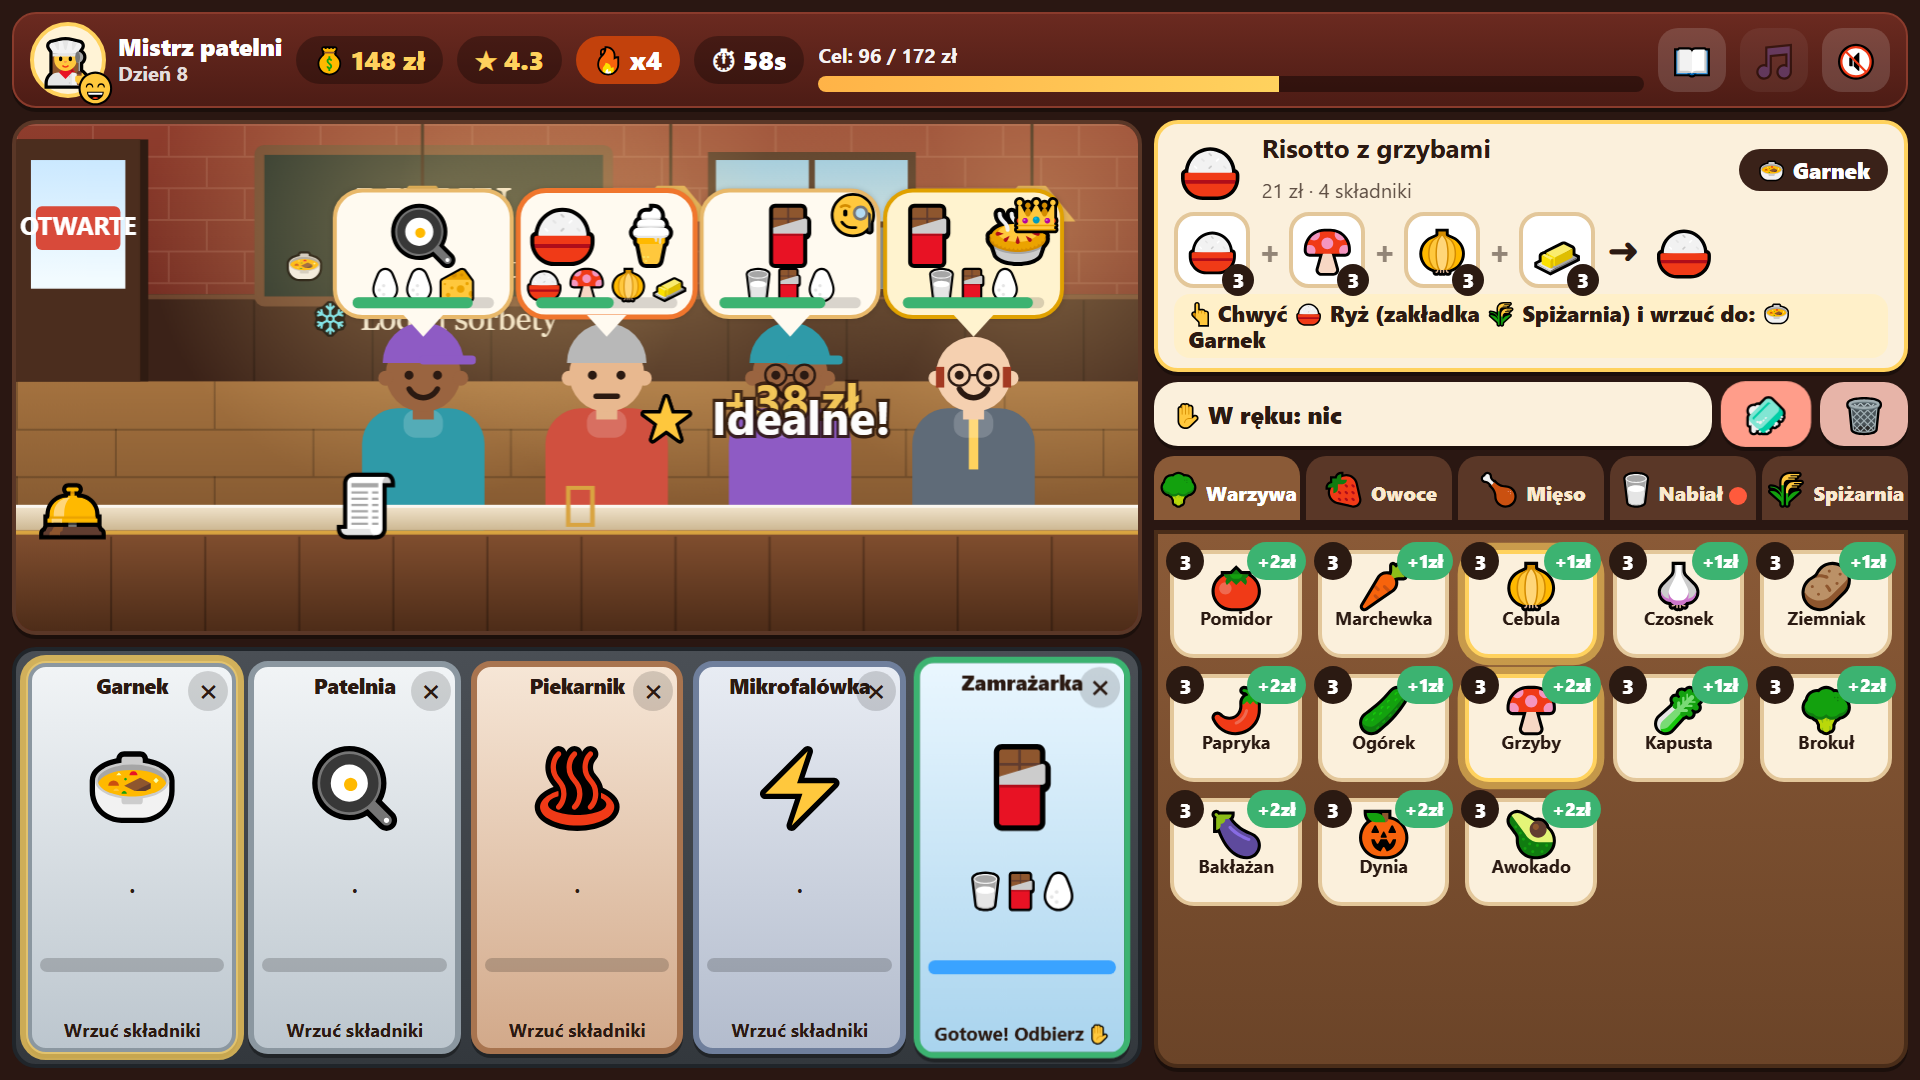 Mistrz patelni
Dzień 8
148 zł
★ 4.3
x4
58s
Cel: 96 / 172 zł
OTWARTE
sorbety
+38 zł
Idealne!
Risotto z grzybami
21 zł · 4 składniki
Garnek
3
+
3
+
3
+
3
Chwyć Ryż (zakładka Spiżarnia) i wrzuć do:
Garnek
W ręku: nic
Warzywa
Owoce
Mięso
Nabiał
Spiżarnia
3 +2zł Pomidor
3 +1zł Marchewka
3 +1zł Cebula
3 +1zł Czosnek
3 +1zł Ziemniak
3 +2zł Papryka
3 +1zł Ogórek
3 +2zł Grzyby
3 +1zł Kapusta
3 +2zł Brokuł
3 +2zł Bakłażan
3 +2zł Dynia
3 +2zł Awokado
Garnek
Wrzuć składniki
Patelnia
Wrzuć składniki
Piekarnik
Wrzuć składniki
Mikrofalówka
Wrzuć składniki
Zamrażarka
Gotowe! Odbierz